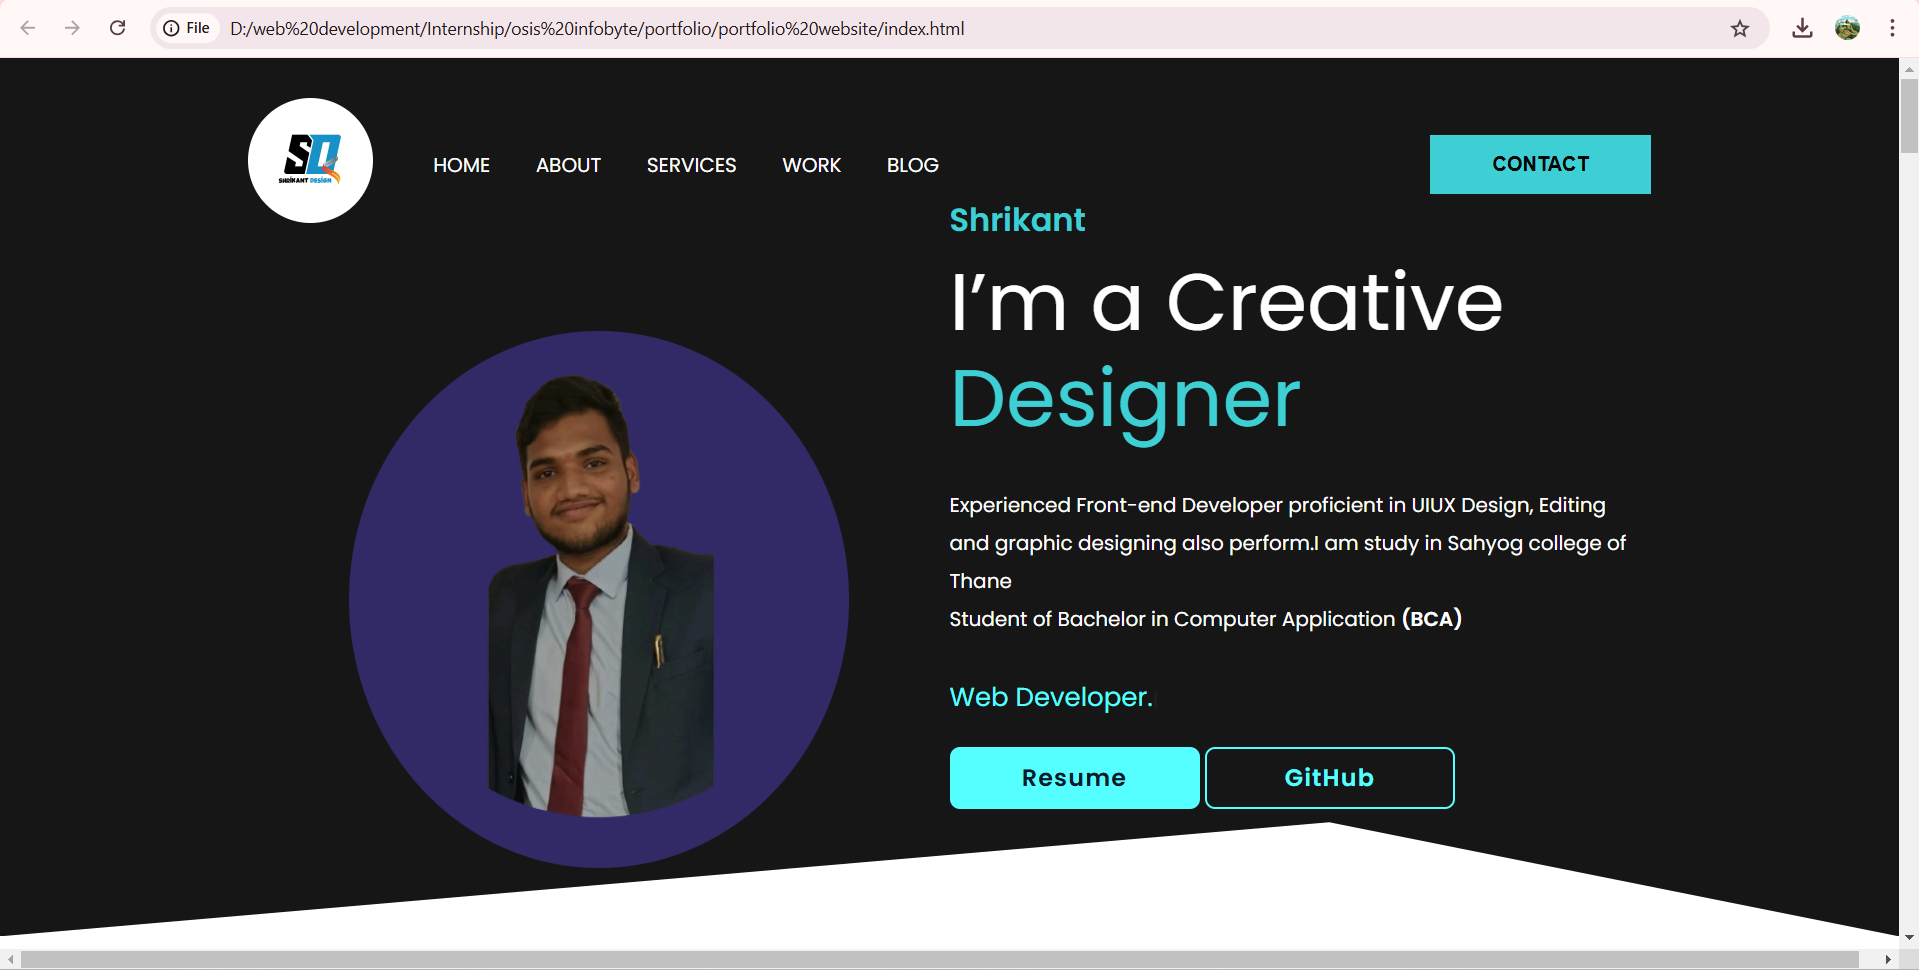 File
D:/web%20development/Internship/osis%20infobyte/portfolio/portfolio%20website/index.html
SD
SHRIKANT DESIGN
HOME
ABOUT
SERVICES
WORK
BLOG
CONTACT
Shrikant
I’m a Creative
Designer
Experienced Front-end Developer proficient in UIUX Design, Editing
and graphic designing also perform.I am study in Sahyog college of
Thane
Student of Bachelor in Computer Application (BCA)
Web Developer.
Resume
GitHub